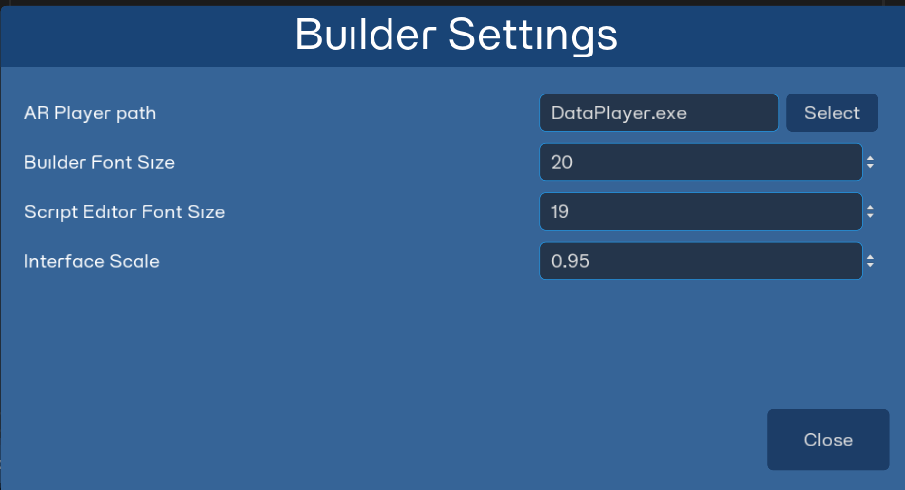 Builder Settings
AR Player path
DataPlayer.exe
Select
Builder Font Size
20
Script Editor Font Size
19
Interface Scale
0.95
Close